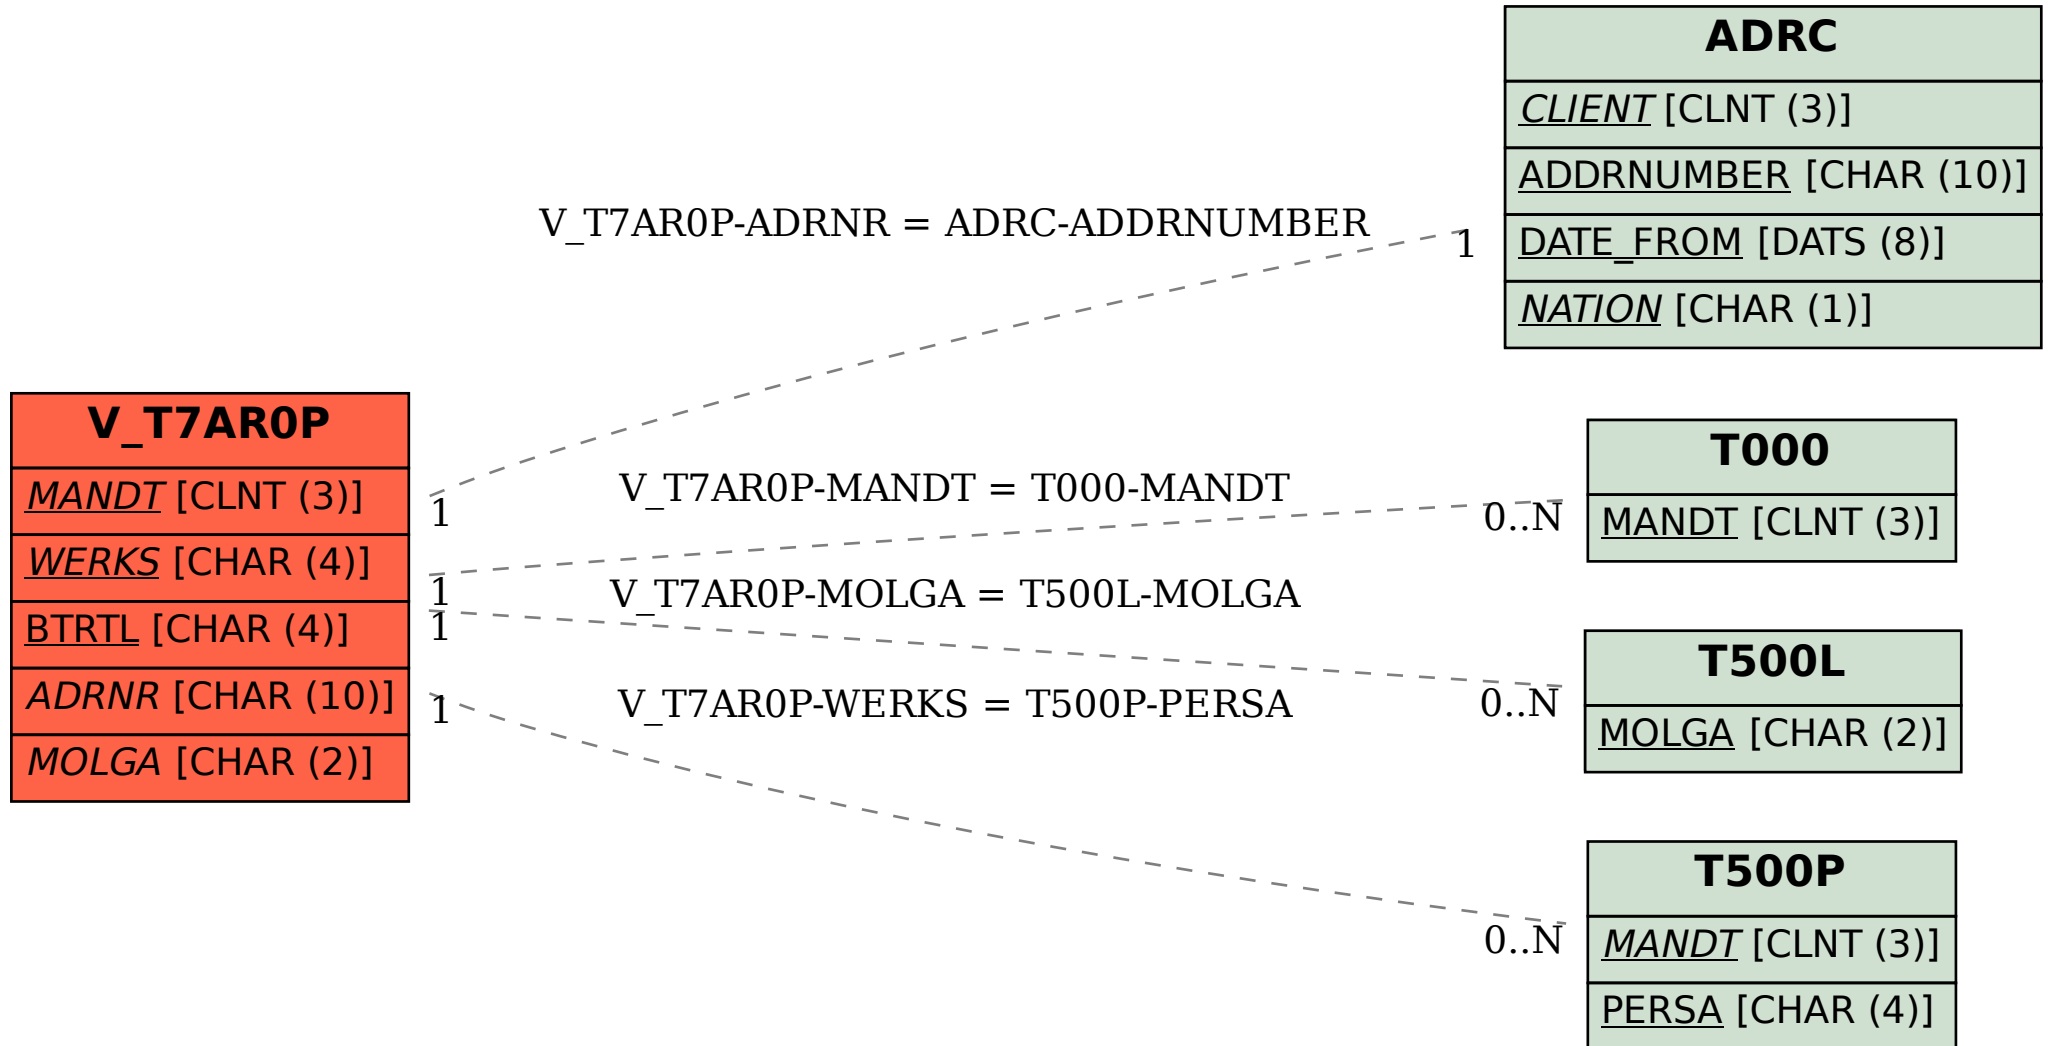 ADRC
CLIENT [CLNT (3)]
ADDRNUMBER [CHAR (10)]
DATE_FROM [DATS (8)]
NATION [CHAR (1)]
V_T7AR0P-ADRNR = ADRC-ADDRNUMBER
1
1
V_T7AR0P
MANDT [CLNT (3)]
WERKS [CHAR (4)]
BTRTL [CHAR (4)]
ADRNR [CHAR (10)]
MOLGA [CHAR (2)]
V_T7AR0P-MANDT = T000-MANDT
1
0..N
T000
MANDT [CLNT (3)]
V_T7AR0P-MOLGA = T500L-MOLGA
1
0..N
T500L
MOLGA [CHAR (2)]
V_T7AR0P-WERKS = T500P-PERSA
1
0..N
T500P
MANDT [CLNT (3)]
PERSA [CHAR (4)]